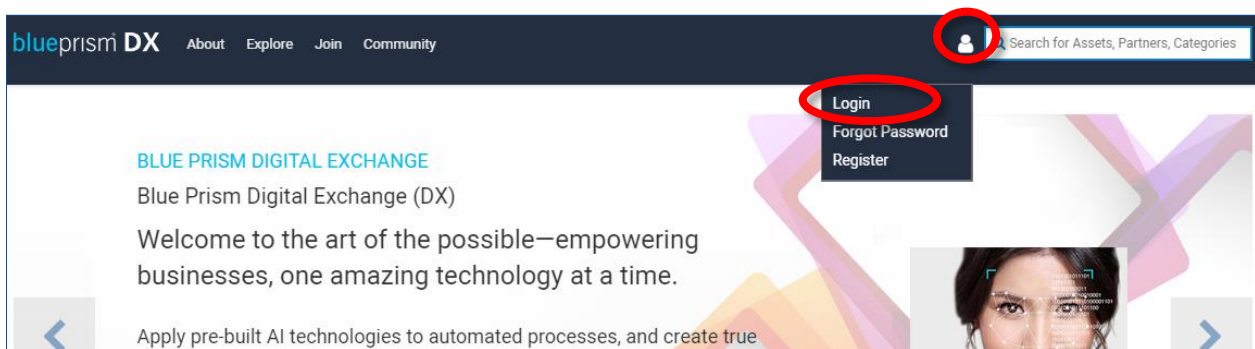 blueprism DX About Explore Join Community Search for Assets, Partners, Categories
Login
Forgot Password
Register
BLUE PRISM DIGITAL EXCHANGE
Blue Prism Digital Exchange (DX)
Welcome to the art of the possible—empowering
businesses, one amazing technology at a time.
Apply pre-built AI technologies to automated processes, and create true